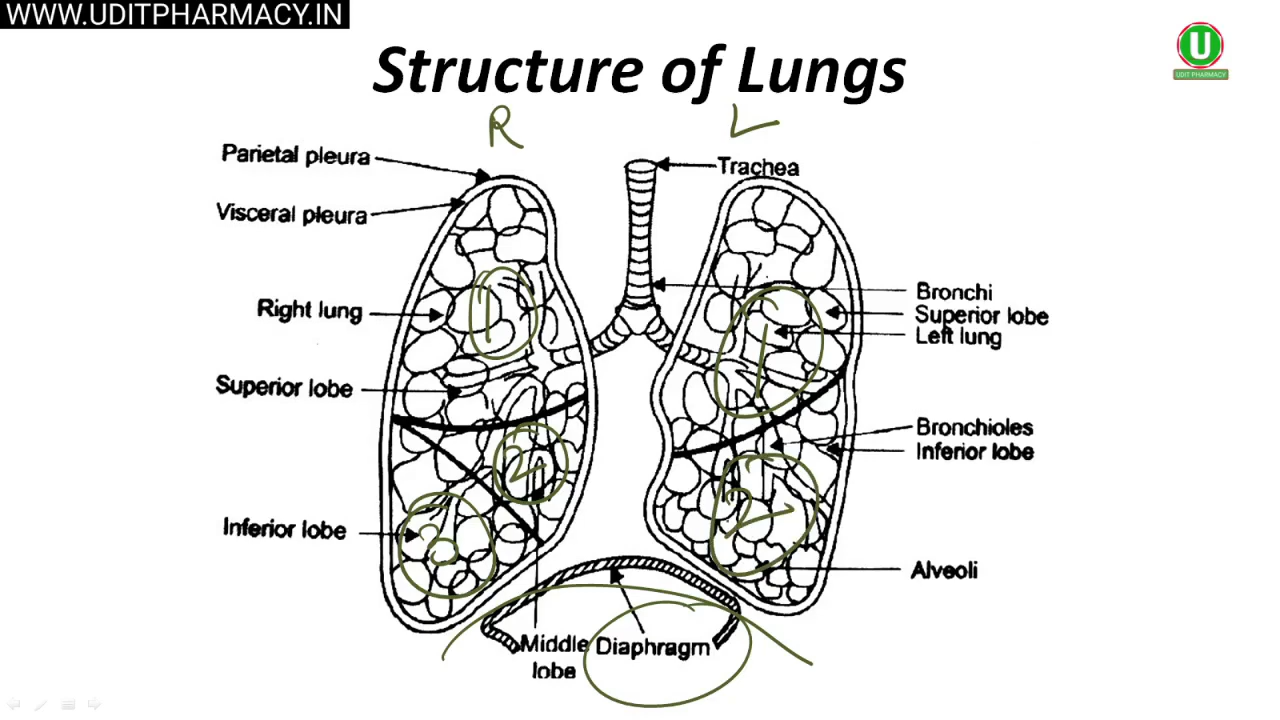 WWW.UDITPHARMACY.IN
U
UDIT PHARMACY
Structure of Lungs
R
L
Parietal pleura
Trachea
Visceral pleura
Bronchi
Right lung
Superior lobe
Left lung
1
1
Superior lobe
Bronchioles
Inferior lobe
2
2
Inferior lobe
3
Alveoli
Middle
lobe
Diaphragm